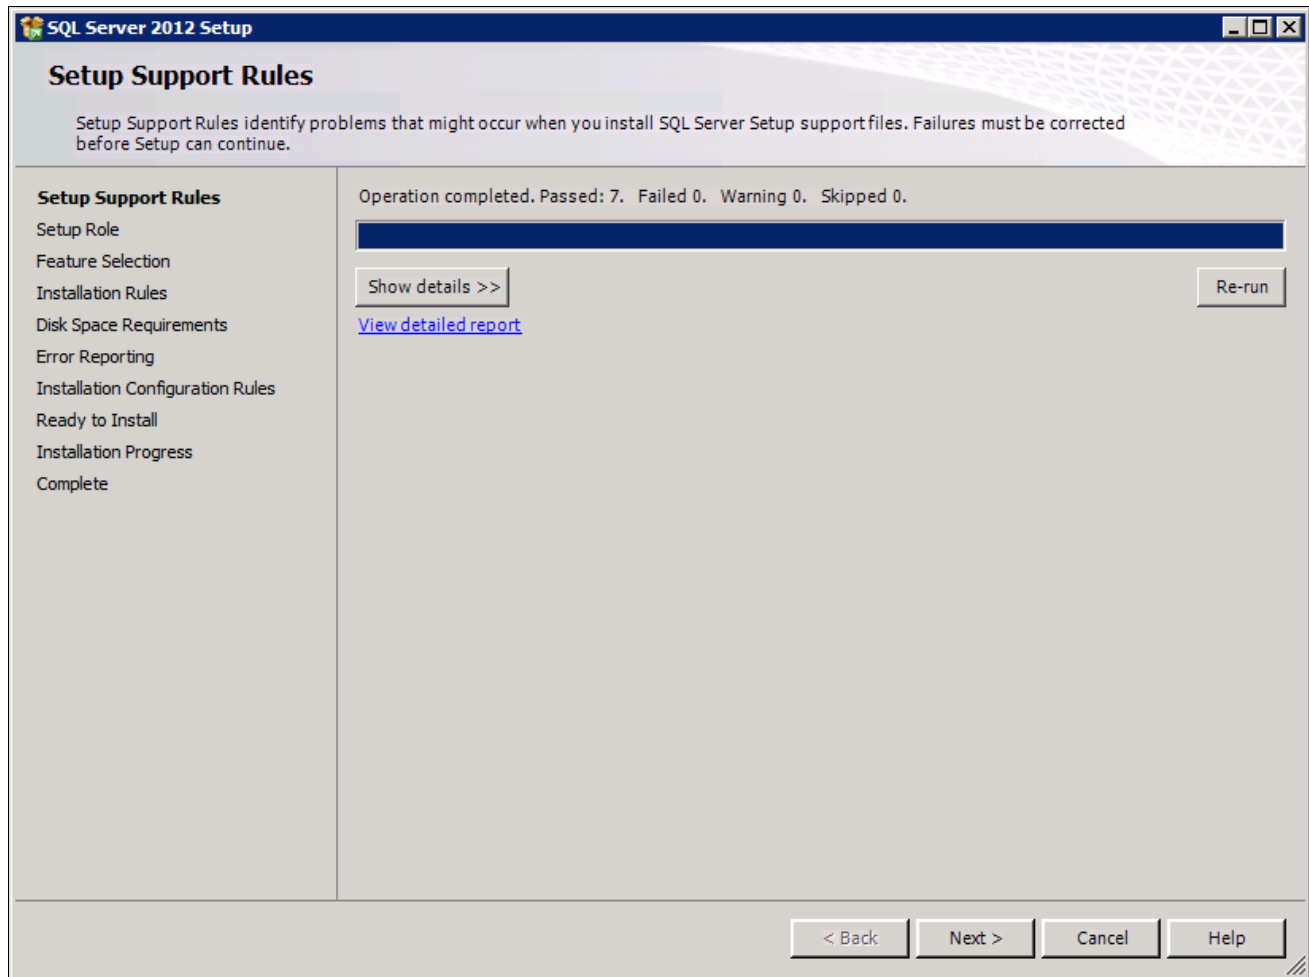 SQL Server 2012 Setup
Setup Support Rules
Setup Support Rules identify problems that might occur when you install SQL Server Setup support files. Failures must be corrected
before Setup can continue.
Setup Support Rules
Setup Role
Feature Selection
Installation Rules
Disk Space Requirements
Error Reporting
Installation Configuration Rules
Ready to Install
Installation Progress
Complete
Operation completed. Passed: 7. Failed 0. Warning 0. Skipped 0.
Show details >>
Re-run
View detailed report
< Back
Next >
Cancel
Help